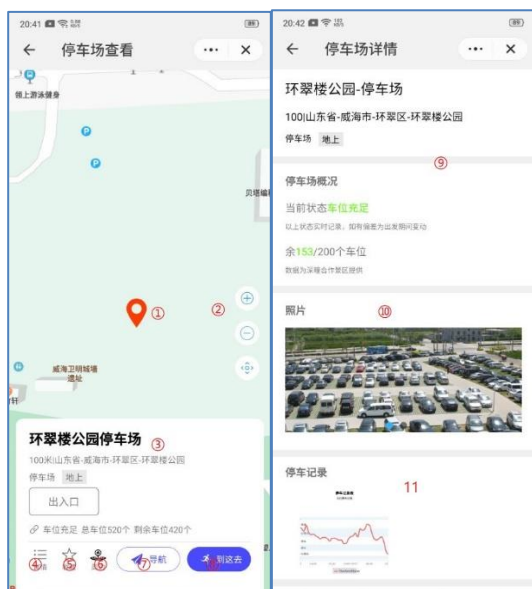 20:41
停车场查看
领上游泳健身
贝塔编程
①
②
威海卫明城墙
遗址
环翠楼公园停车场 ③
100米|山东省-威海市-环翠区-环翠楼公园
停车场 地上
出入口
车位充足 总车位520个 剩余车位420个
④ ⑤ ⑥ ⑦ 导航 到这去
20:42
停车场详情
环翠楼公园-停车场
100|山东省-威海市-环翠区-环翠楼公园
停车场 地上
⑨
停车场概况
当前状态车位充足
以上状态实时记录，如有偏差为出发期间变动
余153/200个车位
数据为深程合作景区提供
照片
⑩
停车记录
11